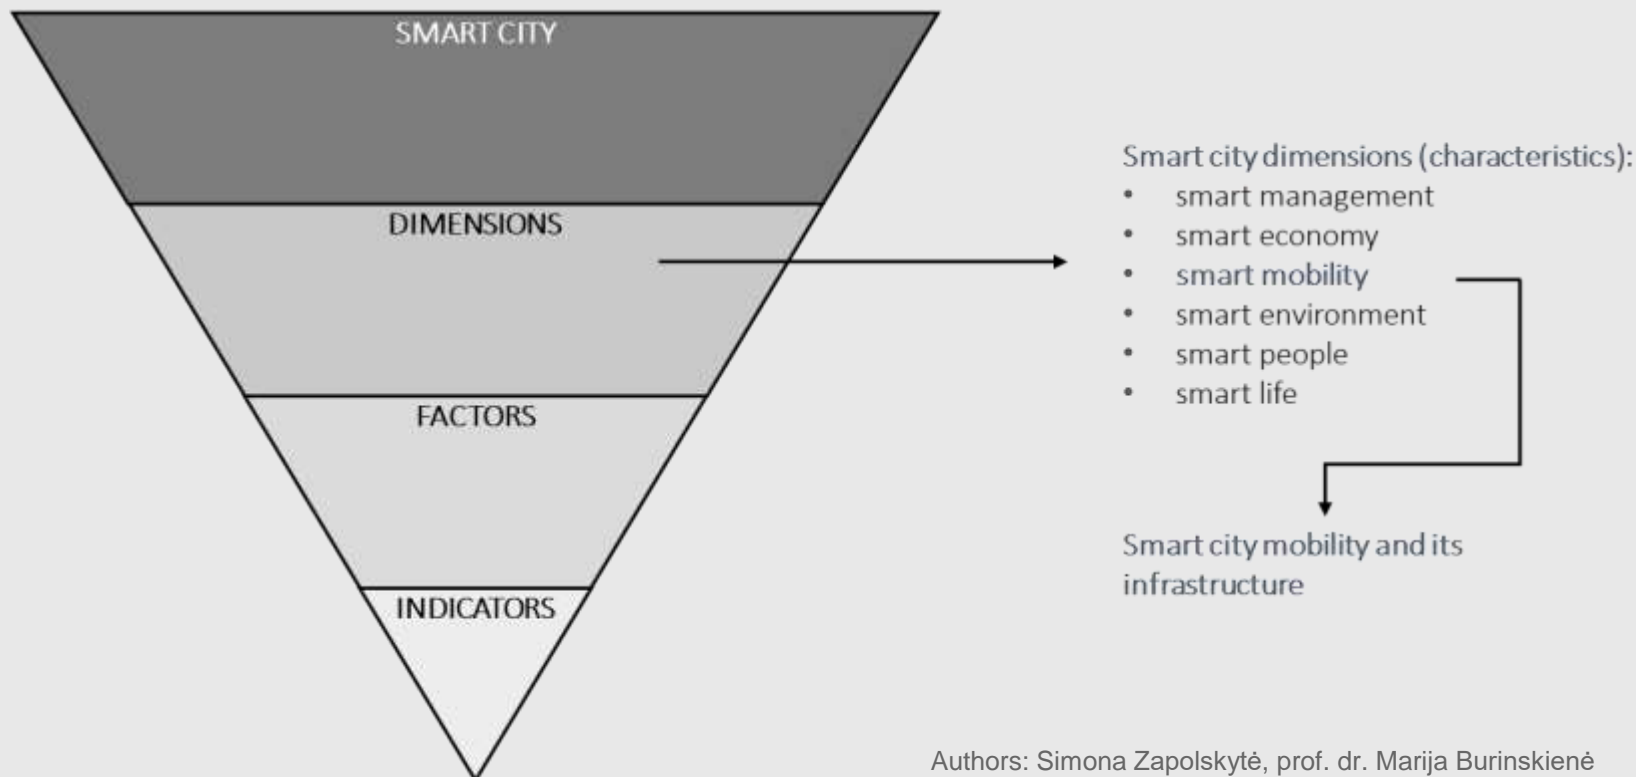 SMART CITY
DIMENSIONS
FACTORS
INDICATORS
Smart city dimensions (characteristics):
• smart management
• smart economy
• smart mobility
• smart environment
• smart people
• smart life
Smart city mobility and its
infrastructure
Authors: Simona Zapolskytė, prof. dr. Marija Burinskienė